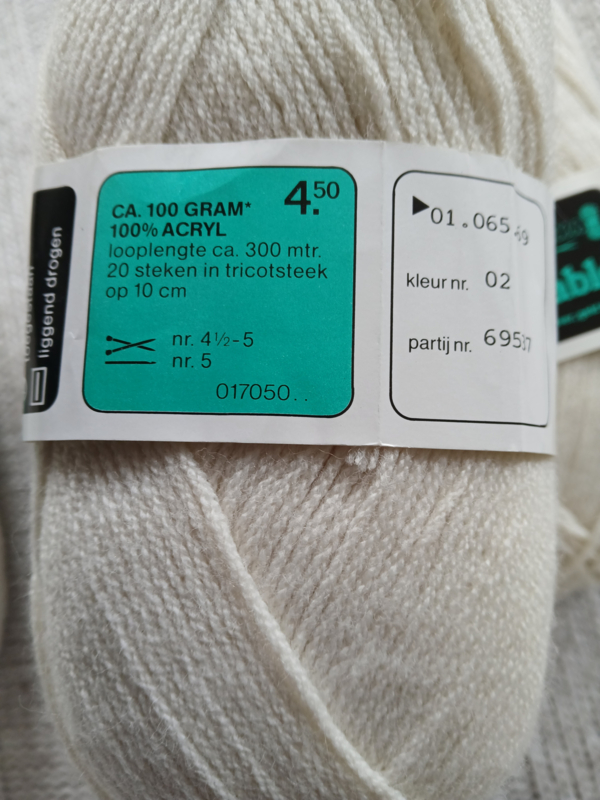 liggend drogen
CA. 100 GRAM*
4.50
100% ACRYL
looplengte ca. 300 mtr.
20 steken in tricotsteek
op 10 cm
nr. 4½-5
nr. 5
017050..
01.065
kleur nr. 02
partij nr. 695